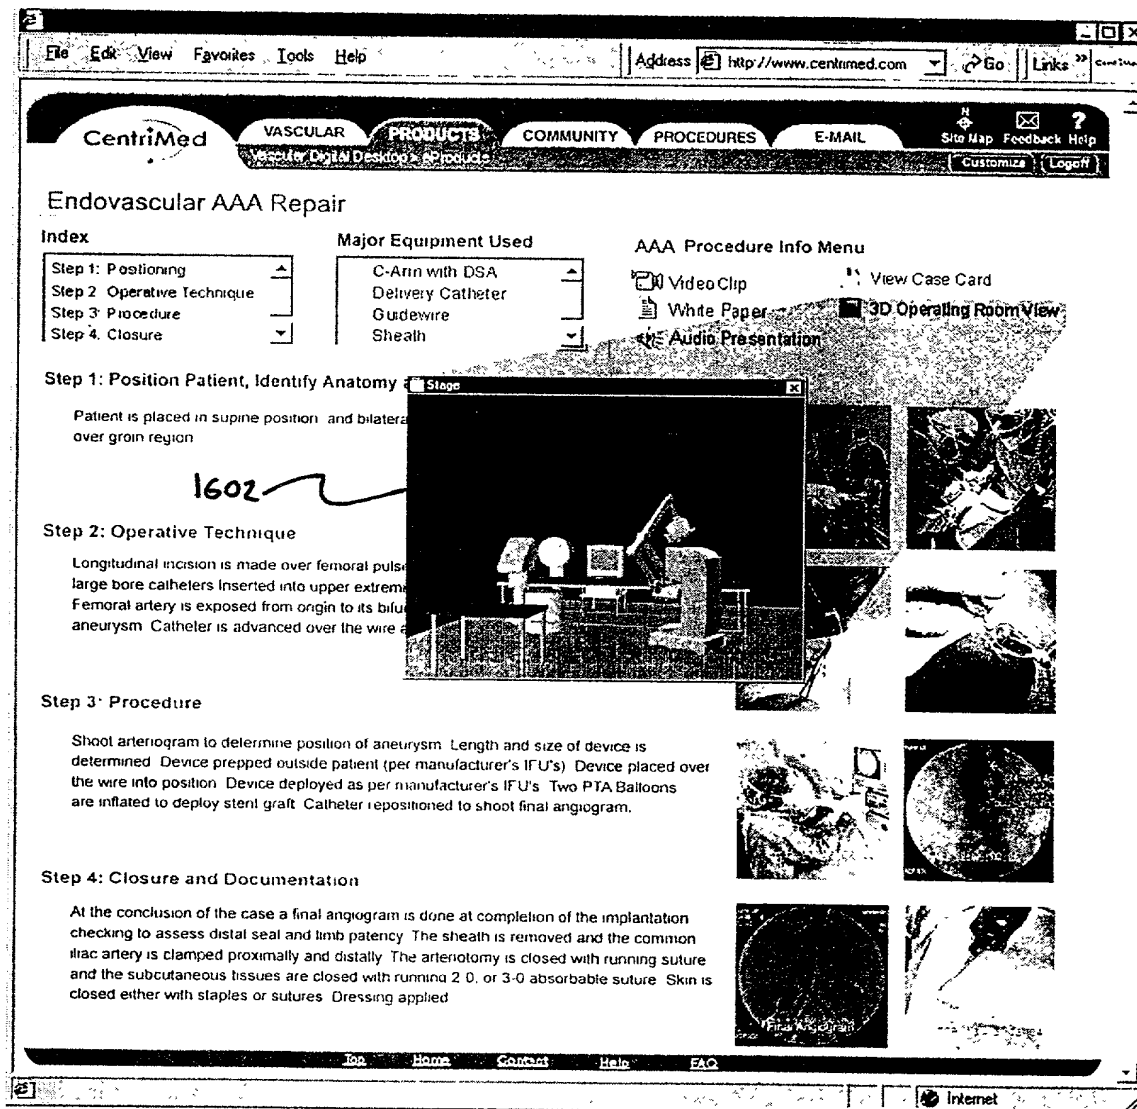 File Edit View Favorites Tools Help Address http://www.centrimed.com Go Links
CentriMed
VASCULAR PRODUCTS COMMUNITY PROCEDURES E-MAIL
N
Site Map Feedback Help
Vascular Digital Desktop > eProducts
Customize Logoff
Endovascular AAA Repair
Index
Step 1: Positioning
Step 2 Operative Technique
Step 3: Procedure
Step 4. Closure
Major Equipment Used
C-Arm with DSA
Delivery Catheter
Guidewire
Sheath
AAA Procedure Info Menu
Video Clip
White Paper
Audio Presentation
View Case Card
3D Operating Room View
Step 1: Position Patient, Identify Anatomy
Patient is placed in supine position and bilatera
over groin region
Stage
1602
Step 2: Operative Technique
Longitudinal incision is made over femoral puls
large bore catheters inserted into upper extreme
Femoral artery is exposed from origin to its bifu
aneurysm Catheter is advanced over the wire a
Step 3: Procedure
Shoot arteriogram to determine position of aneurysm Length and size of device is
determined Device prepped outside patient (per manufacturer's IFU's) Device placed over
the wire into position Device deployed as per manufacturer's IFU's Two PTA Balloons
are inflated to deploy stent graft Catheter repositioned to shoot final angiogram.
Step 4: Closure and Documentation
At the conclusion of the case a final angiogram is done at completion of the implantation
checking to assess distal seal and limb patency The sheath is removed and the common
iliac artery is clamped proximally and distally The arteriotomy is closed with running suture
and the subcutaneous tissues are closed with running 2-0, or 3-0 absorbable suture Skin is
closed either with staples or sutures Dressing applied
Final Angiogram
Top Home Contact Help FAQ
Internet